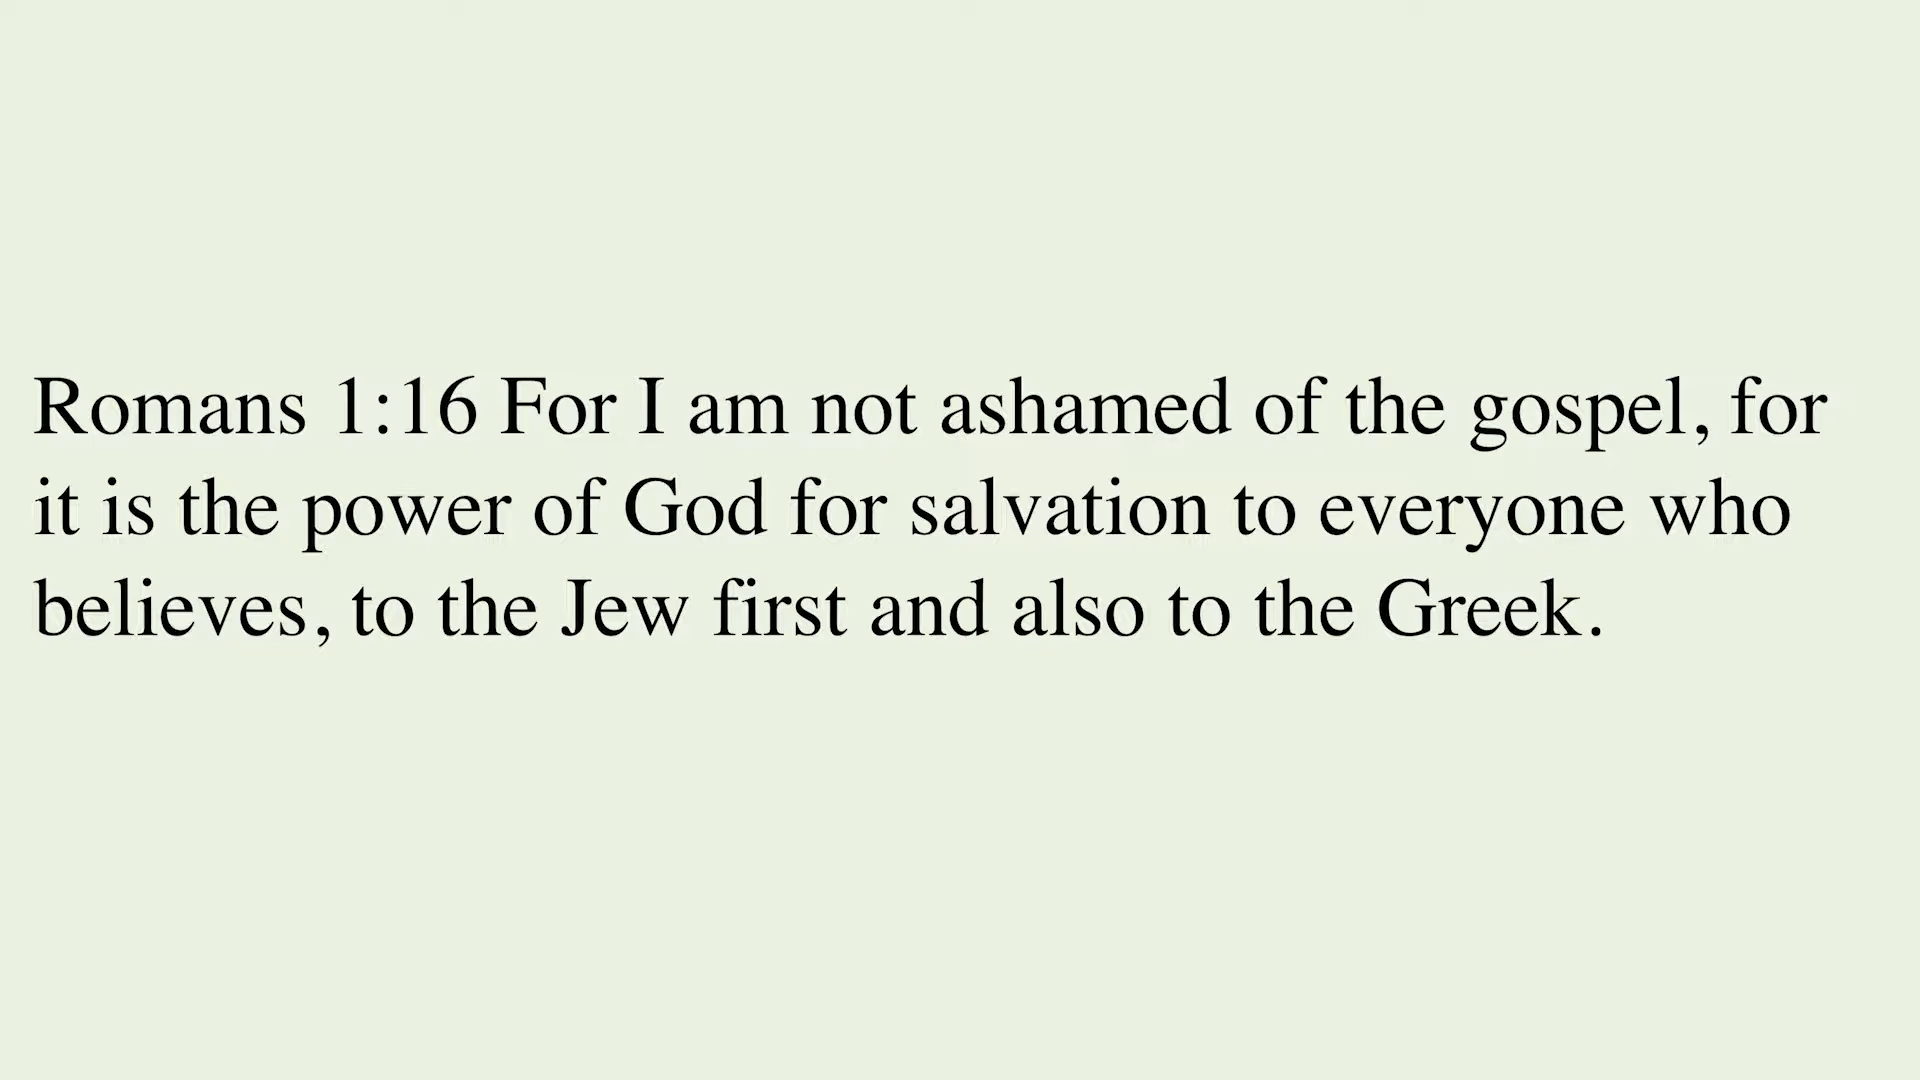 Romans 1:16 For I am not ashamed of the gospel, for
it is the power of God for salvation to everyone who
believes, to the Jew first and also to the Greek.